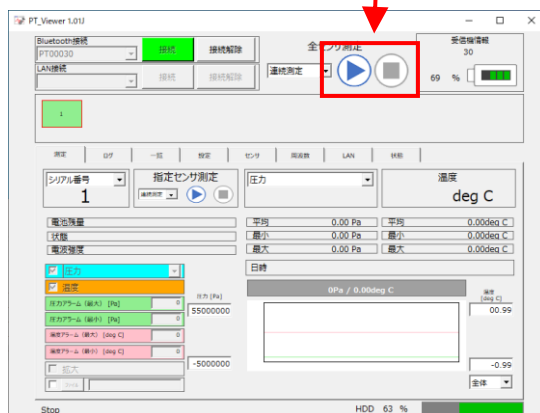 PT_Viewer 1.01J
Bluetooth接続
PT00030
接続
接続解除
LAN接続
接続
接続解除
全センサ測定
連続測定
受信機情報
30
69 %
1
測定
ログ
一括
設定
センサ
周波数
LAN
状態
シリアル番号
1
指定センサ測定
連続測定
圧力
温度
deg C
電池残量
状態
電波強度
平均 0.00 Pa
最小 0.00 Pa
最大 0.00 Pa
平均 0.00deg C
最小 0.00deg C
最大 0.00deg C
日時
圧力
温度
圧力アラーム (最大) [Pa] 0
圧力アラーム (最小) [Pa] 0
温度アラーム (最大) [deg C] 0
温度アラーム (最小) [deg C] 0
拡大
圧力 [Pa]
55000000
-5000000
0Pa / 0.00deg C
温度
[deg C]
00.99
-0.99
全体
Stop
HDD 63 %